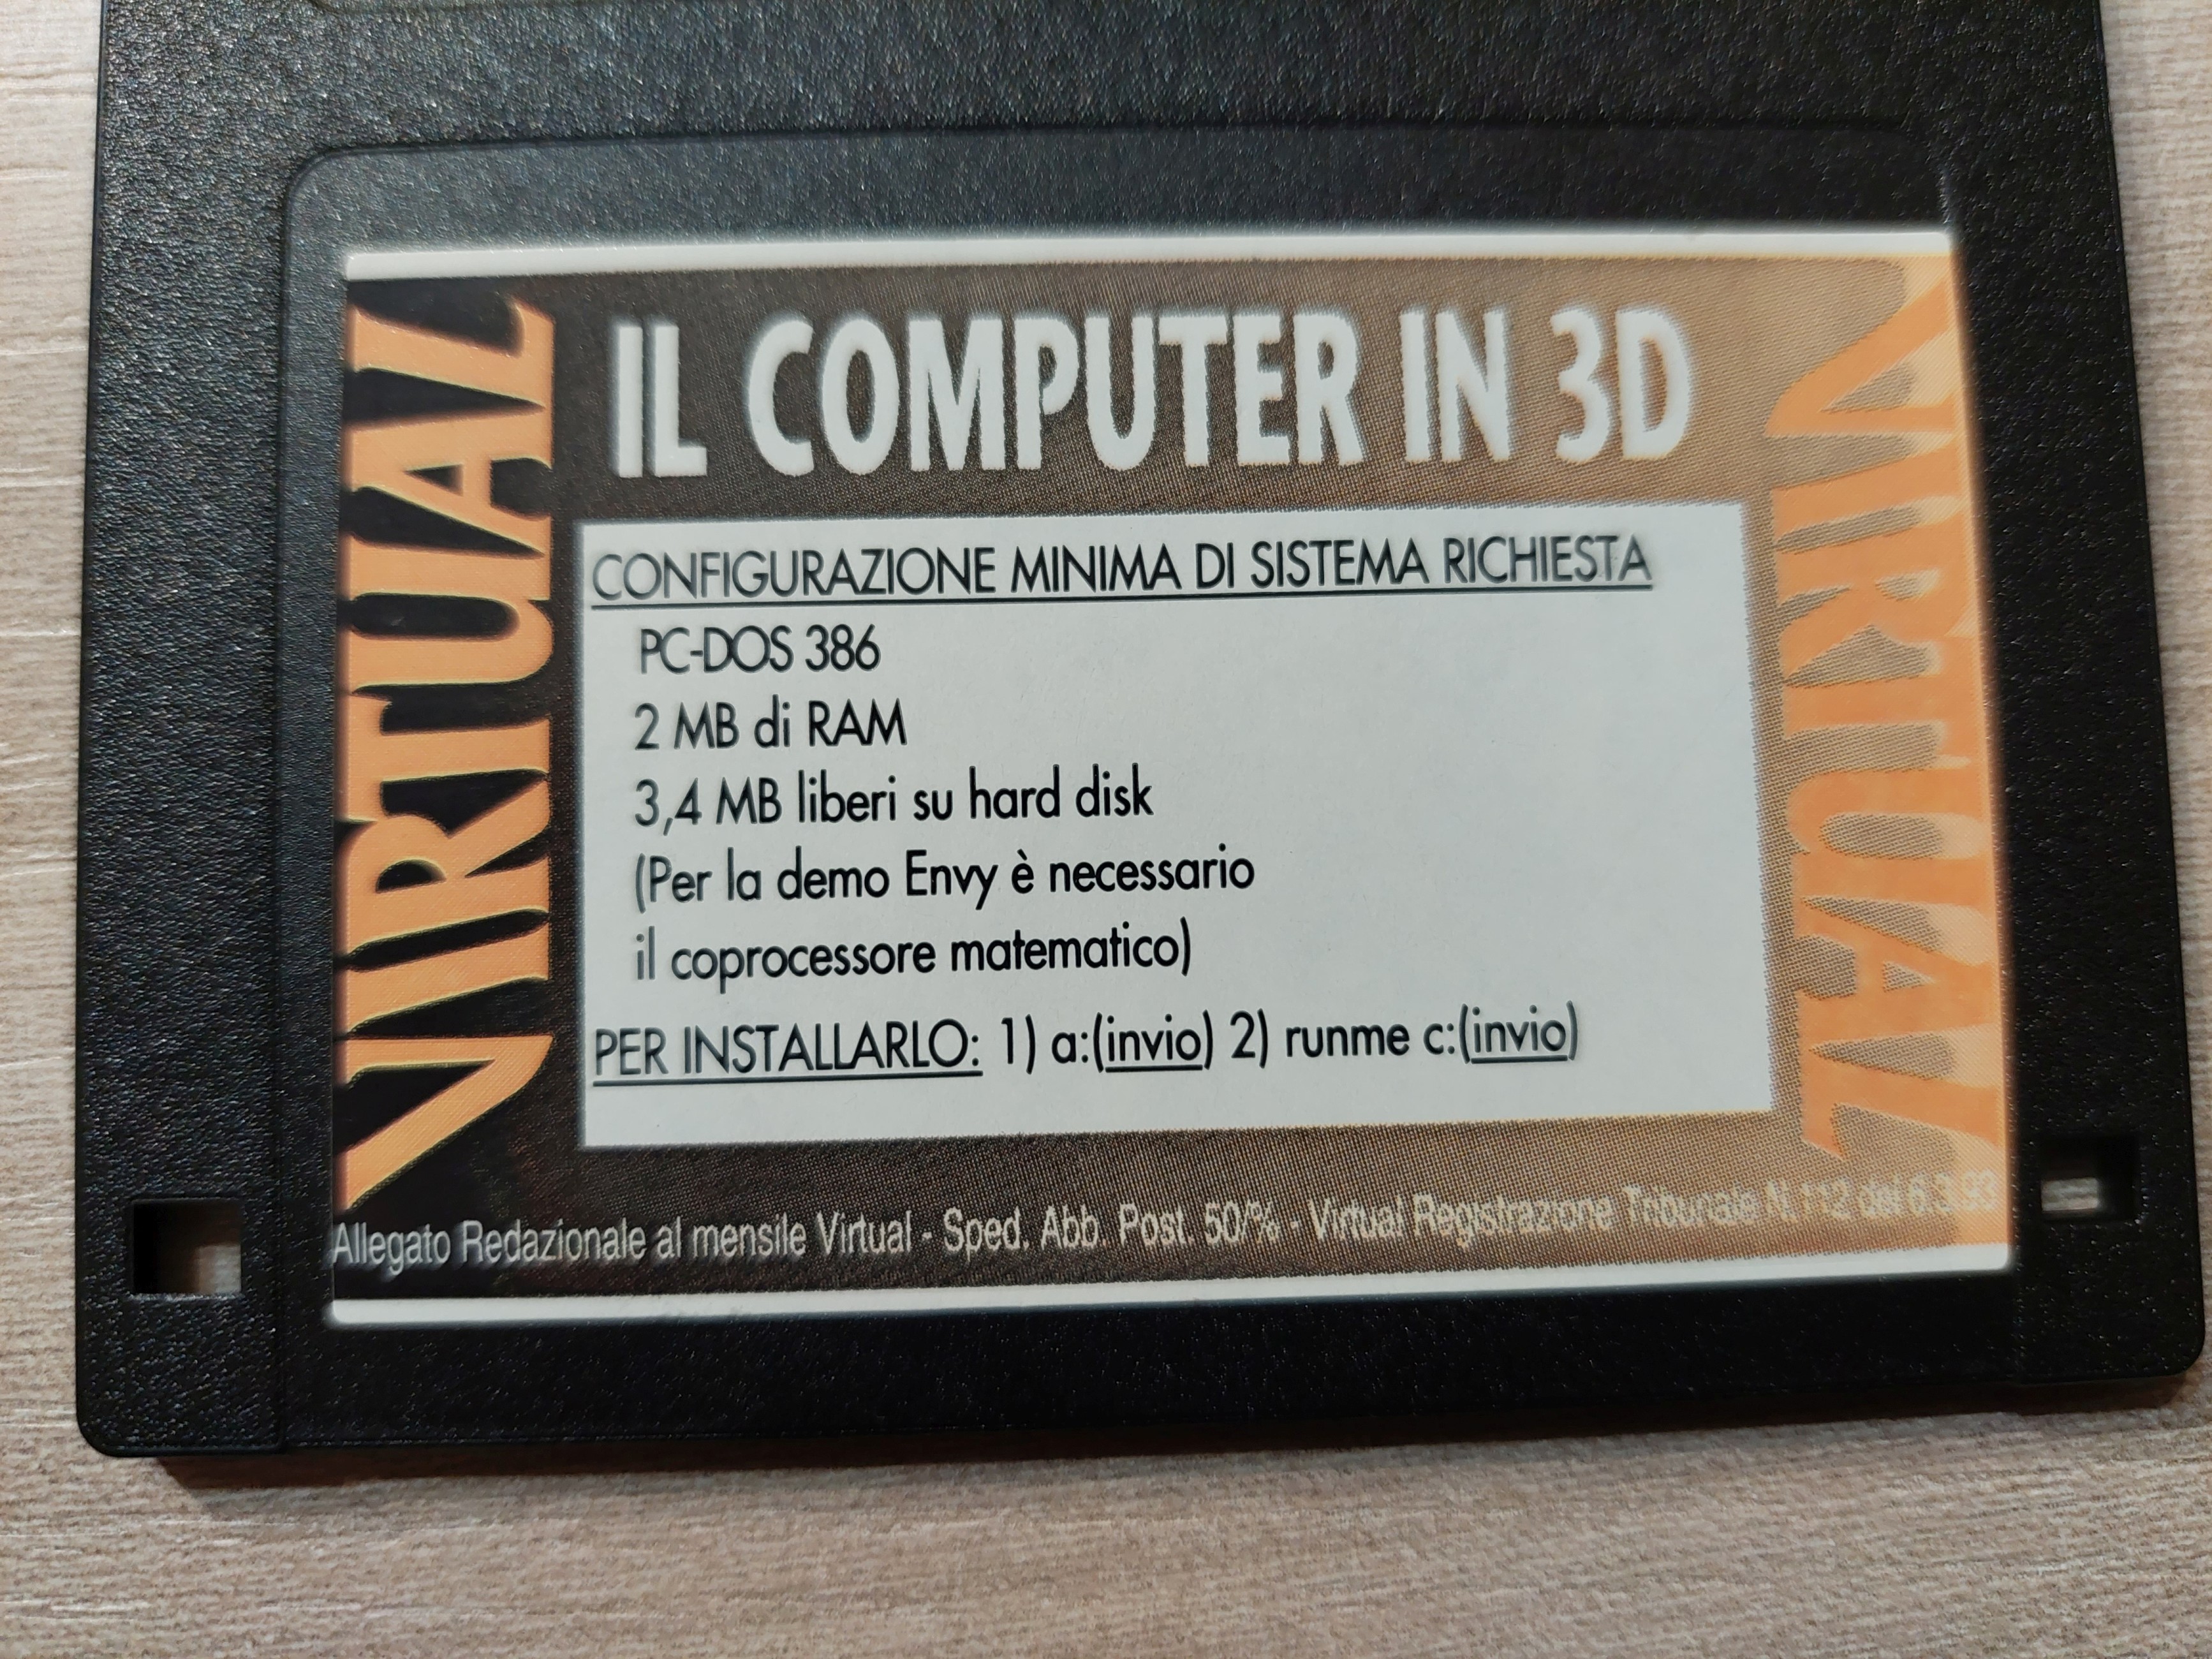 VIRTUAL
IL COMPUTER IN 3D
CONFIGURAZIONE MINIMA DI SISTEMA RICHIESTA
PC-DOS 386
2 MB di RAM
3,4 MB liberi su hard disk
(Per la demo Envy è necessario
il coprocessore matematico)
PER INSTALLARLO: 1) a:(invio) 2) runme c:(invio)
VIRTUAL
Allegato Redazionale al mensile Virtual - Sped. Abb. Post. 50/% - Virtual Registrazione Tribunale N.112 del 6.3.93